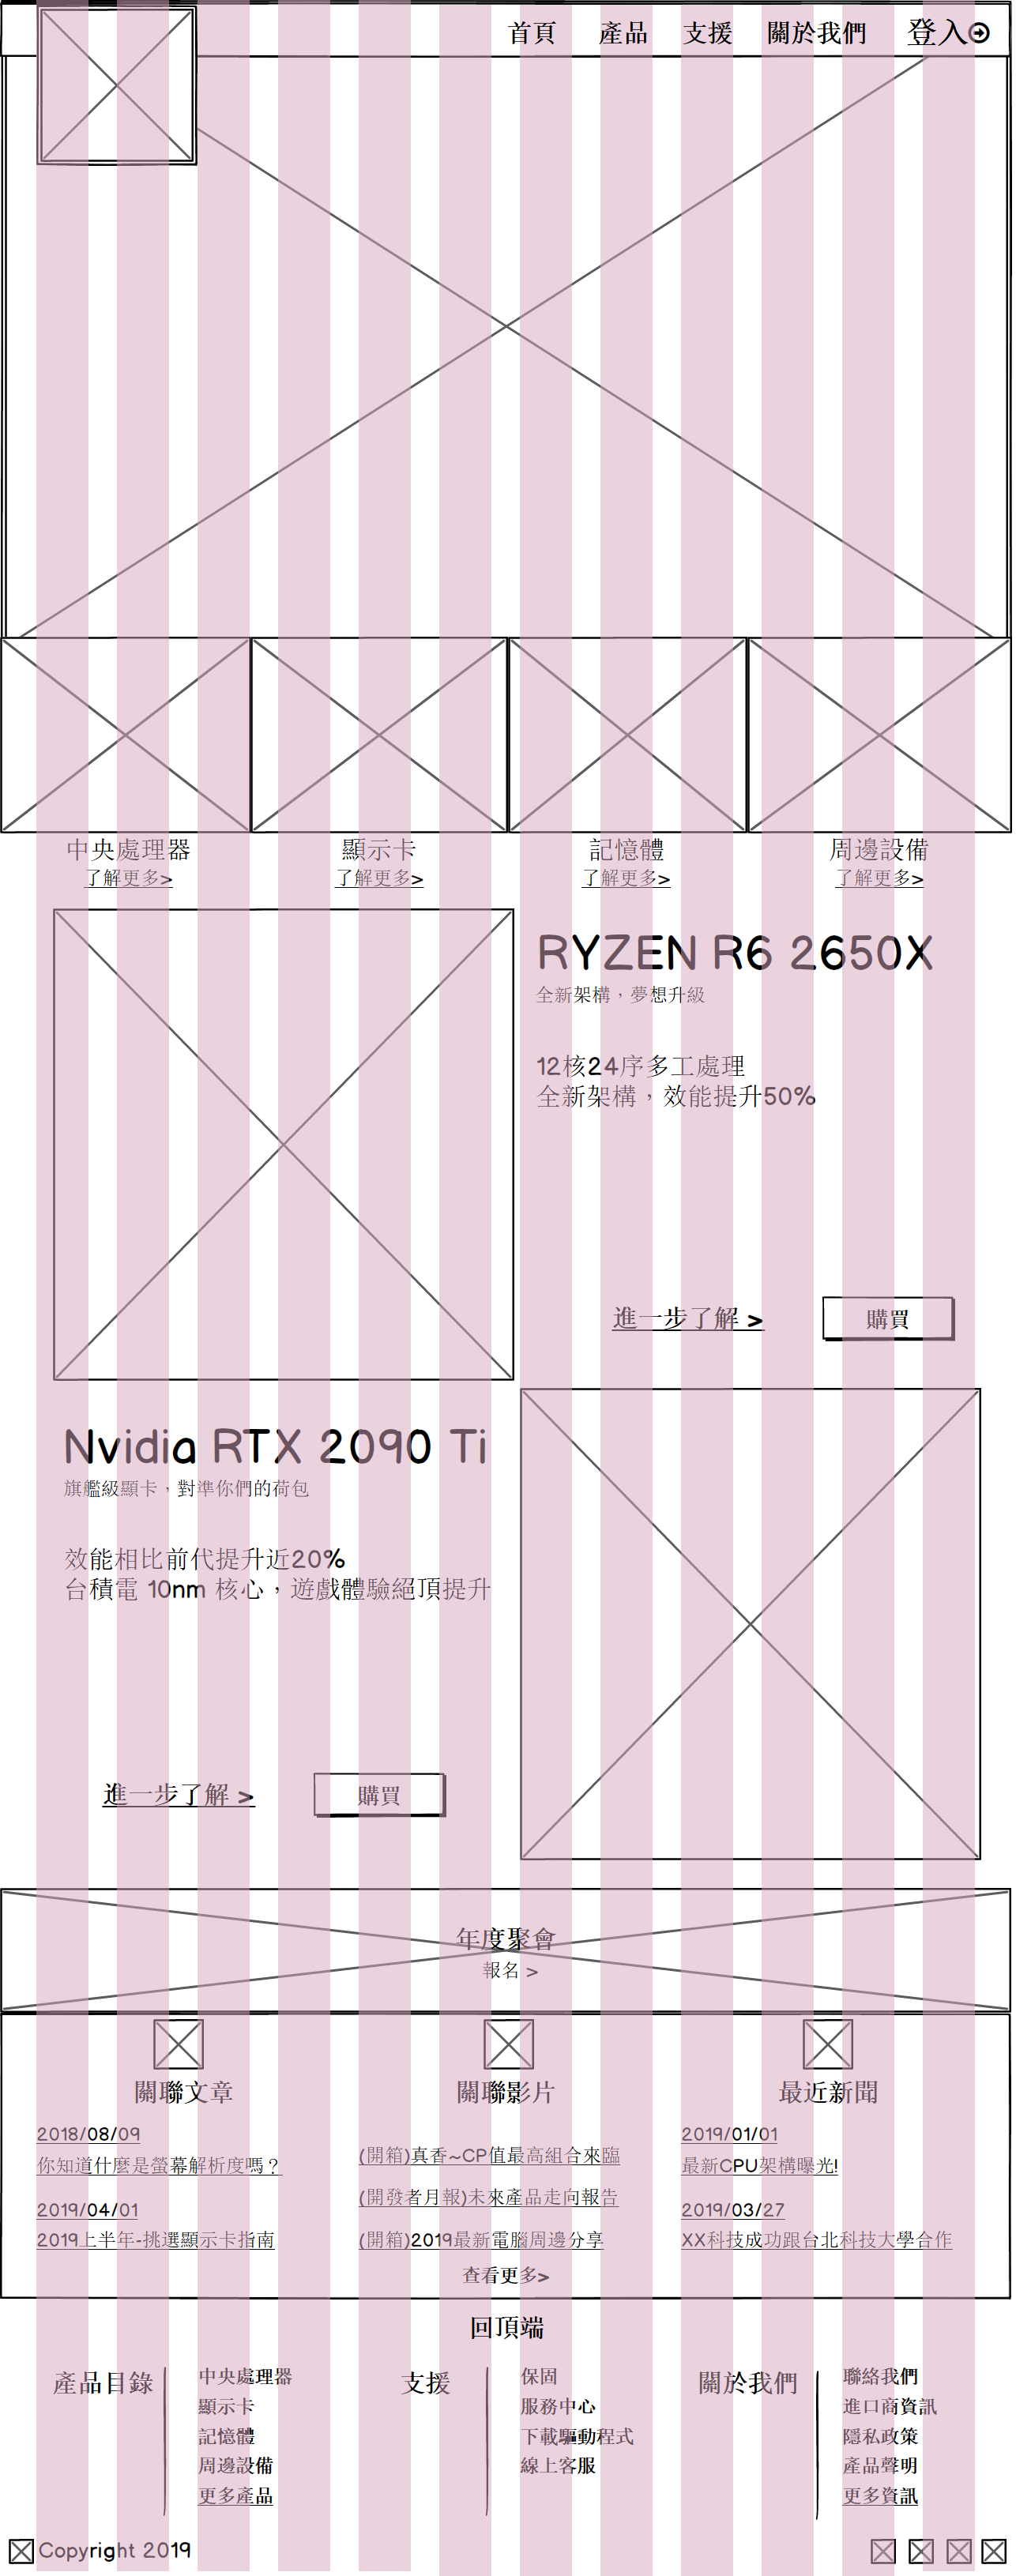 首頁 產品 支援 關於我們 登入
中央處理器 顯示卡 記憶體 周邊設備
了解更多> 了解更多> 了解更多> 了解更多>
RYZEN R6 2650X
全新架構，夢想升級
12核24序多工處理
全新架構，效能提升50%
進一步了解 > 購買
Nvidia RTX 2090 Ti
旗艦級顯卡，對準你們的荷包
效能相比前代提升近20%
台積電 10nm 核心，遊戲體驗絕頂提升
進一步了解 > 購買
年度聚會
報名 >
關聯文章
2018/08/09
你知道什麼是螢幕解析度嗎？
2019/04/01
2019上半年-挑選顯示卡指南
關聯影片
(開箱)真香~CP值最高組合來臨
(開發者月報)未來產品走向報告
(開箱)2019最新電腦周邊分享
查看更多>
最近新聞
2019/01/01
最新CPU架構曝光!
2019/03/27
XX科技成功跟台北科技大學合作
回頂端
產品目錄
中央處理器
顯示卡
記憶體
周邊設備
更多產品
支援
保固
服務中心
下載驅動程式
線上客服
關於我們
聯絡我們
進口商資訊
隱私政策
產品聲明
更多資訊
Copyright 2019